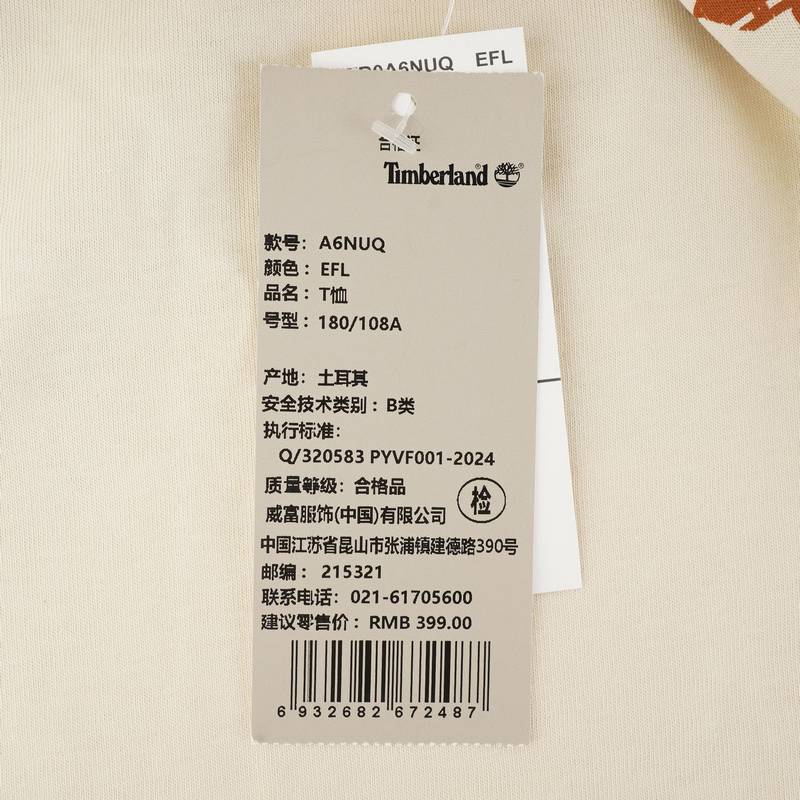 A6NUQ EFL
合格证
Timberland®
款号： A6NUQ
颜色： EFL
品名： T恤
号型： 180/108A
产地： 土耳其
安全技术类别： B类
执行标准：
Q/320583 PYVF001-2024
质量等级： 合格品
检
威富服饰(中国)有限公司
中国江苏省昆山市张浦镇建德路390号
邮编： 215321
联系电话： 021-61705600
建议零售价： RMB 399.00
6 932682 672487